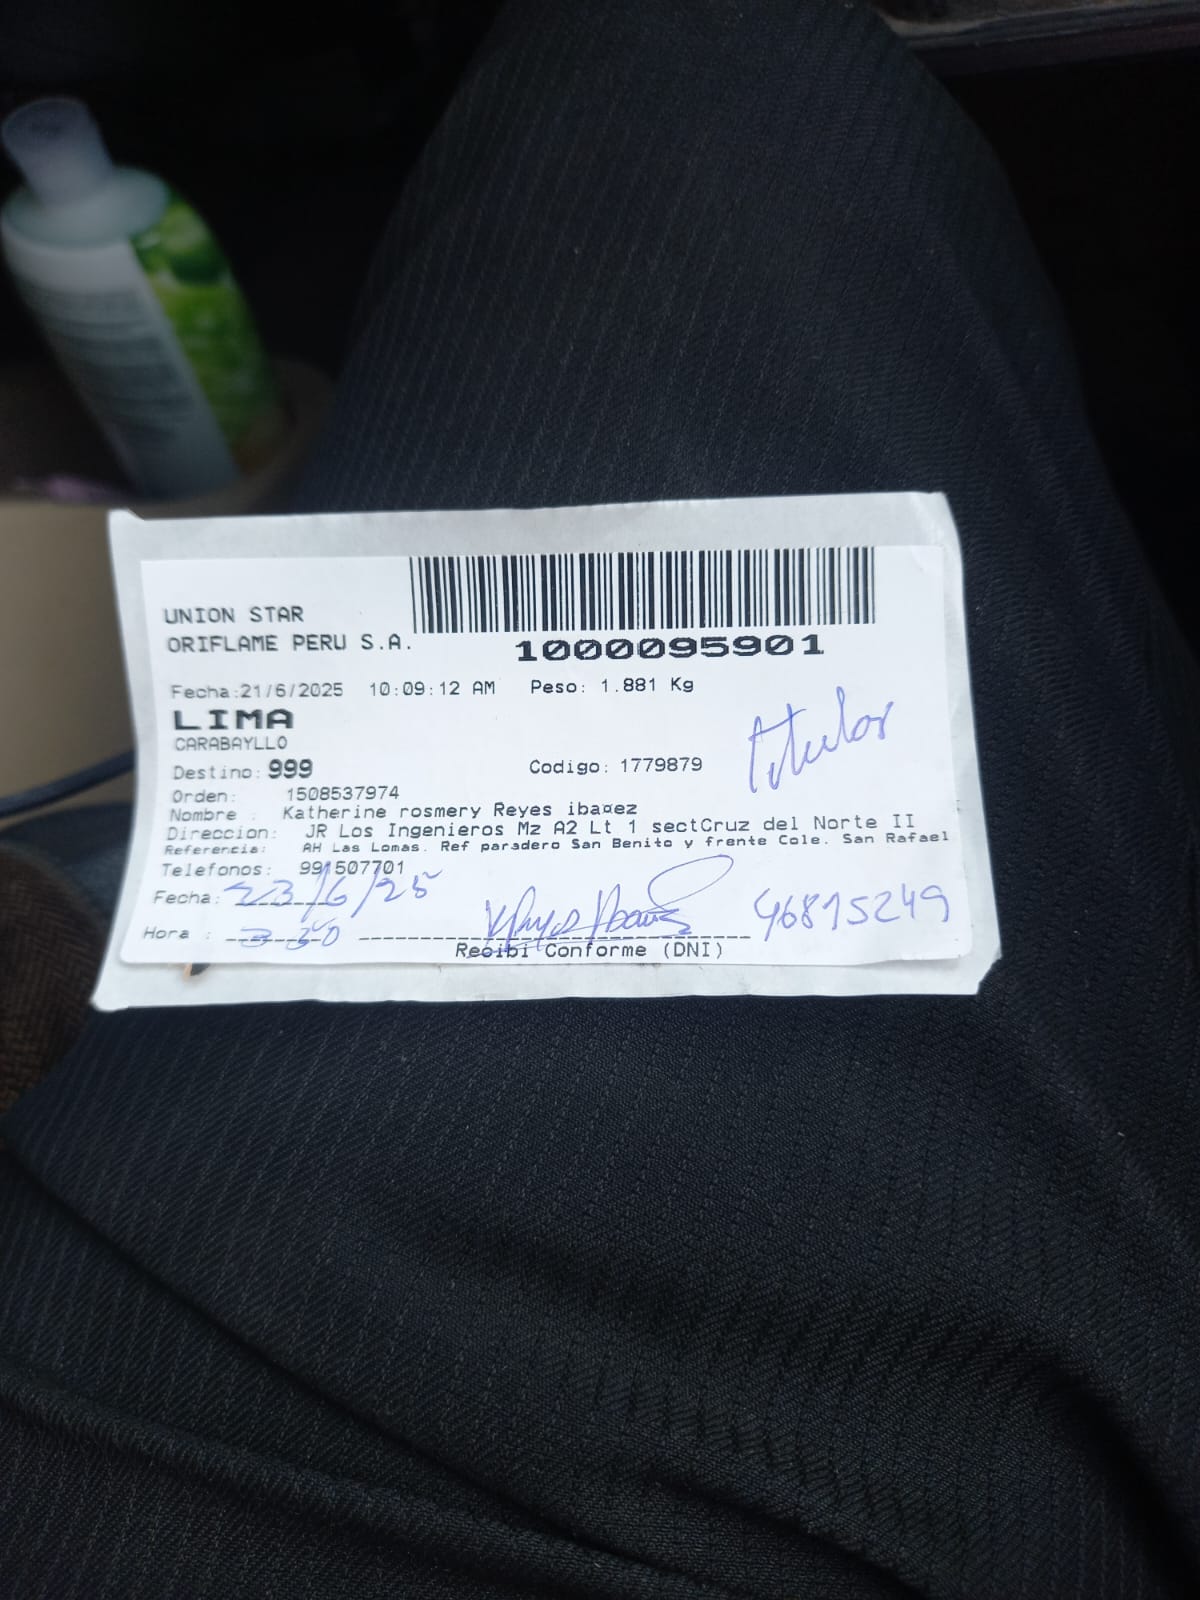 UNION STAR
ORIFLAME PERU S.A.
1000095901
Fecha:21/6/2025 10:09:12 AM Peso: 1.881 Kg
LIMA
CARABAYLLO
titular
Destino: 999 Codigo: 1779879
Orden: 1508537974
Nombre : Katherine rosmery Reyes ibañez
Direccion: JR Los Ingenieros Mz A2 Lt 1 sectCruz del Norte II
Referencia: AH Las Lomas. Ref paradero San Benito y frente Cole. San Rafael
Telefonos: 991507701
Fecha: 23/6/25
Hora : 3 30
46815249
Recibi Conforme (DNI)